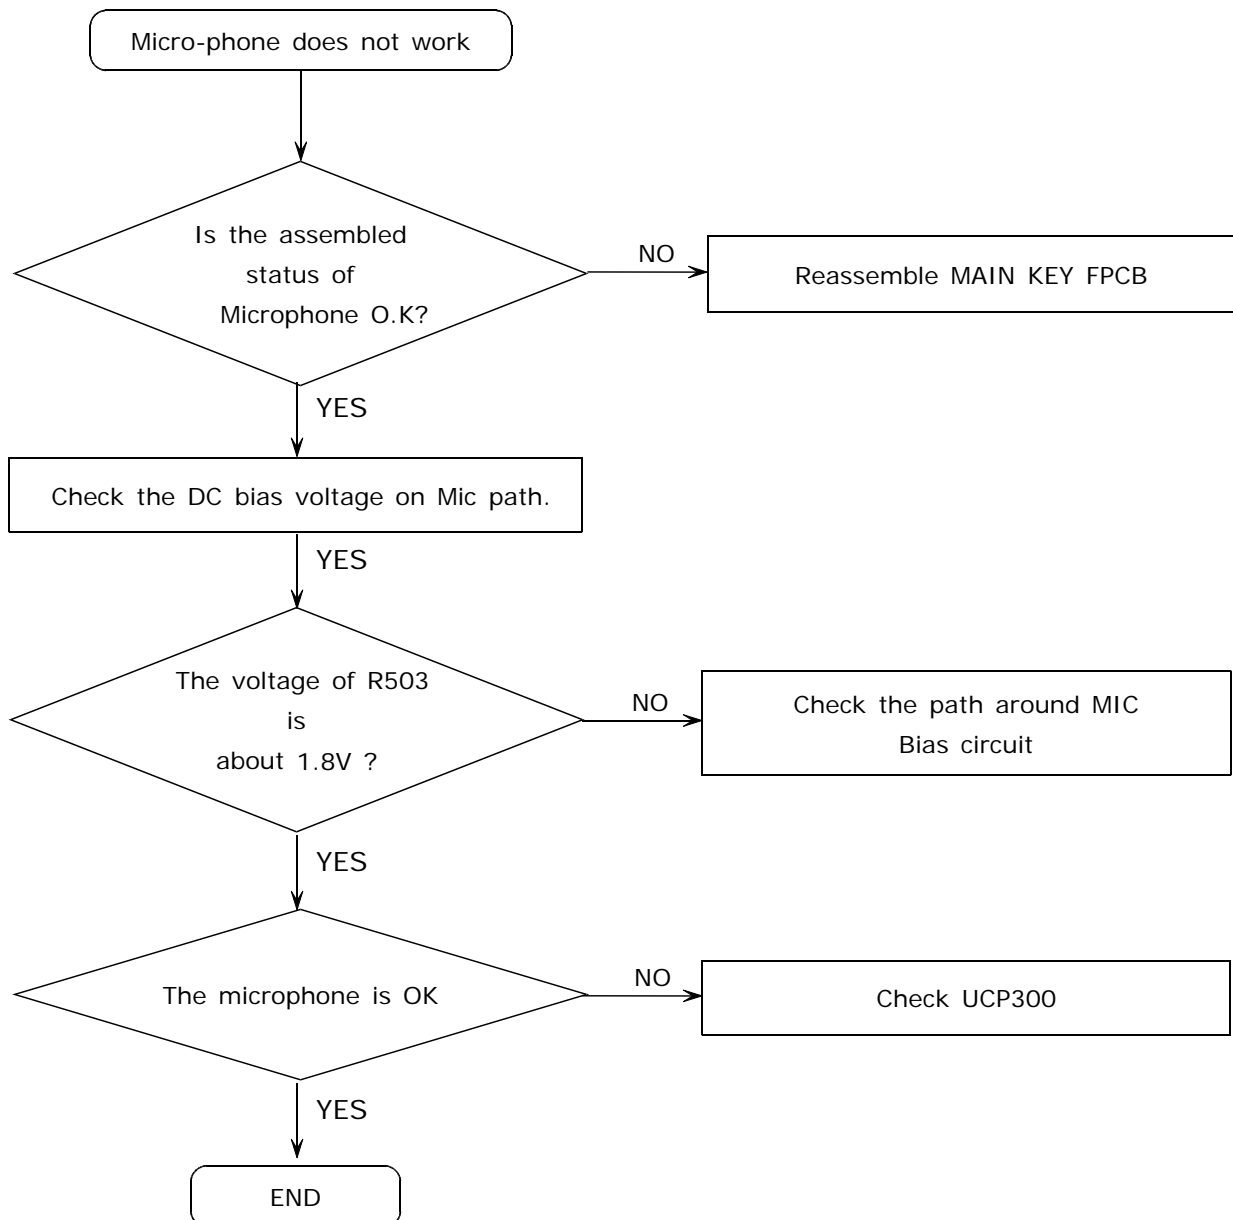 Micro-phone does not work
Is the assembled
status of
Microphone O.K?
NO
Reassemble MAIN KEY FPCB
YES
Check the DC bias voltage on Mic path.
YES
The voltage of R503
is
about 1.8V ?
NO
Check the path around MIC
Bias circuit
YES
The microphone is OK
NO
Check UCP300
YES
END